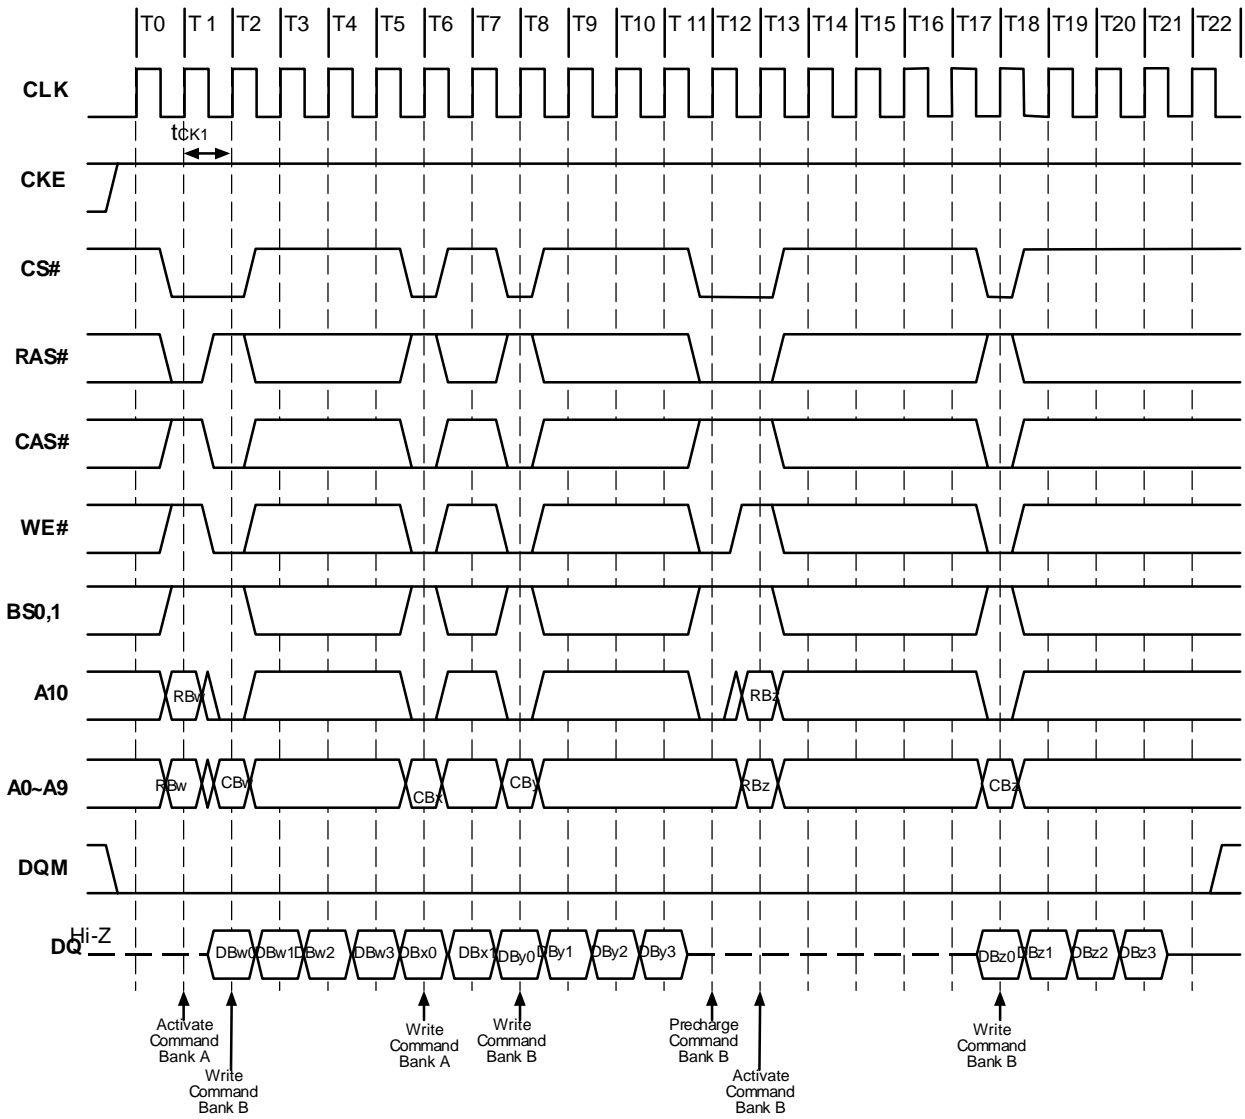 T0 T 1 T2 T3 T4 T5 T6 T7 T8 T9 T10 T 11 T12 T13 T14 T15 T16 T17 T18 T19 T20 T21 T22
CLK
tCK1
CKE
CS#
RAS#
CAS#
WE#
BS0,1
A10 RBw RBz
A0~A9 RBw CBw CBx CBy RBz CBz
DQM
Hi-Z
DQ DBw0 DBw1 DBw2 DBw3 DBx0 DBx1 DBy0 DBy1 DBy2 DBy3 DBz0 DBz1 DBz2 DBz3
Activate
Command
Bank A
Write
Command
Bank B
Write
Command
Bank A
Write
Command
Bank B
Precharge
Command
Bank B
Activate
Command
Bank B
Write
Command
Bank B